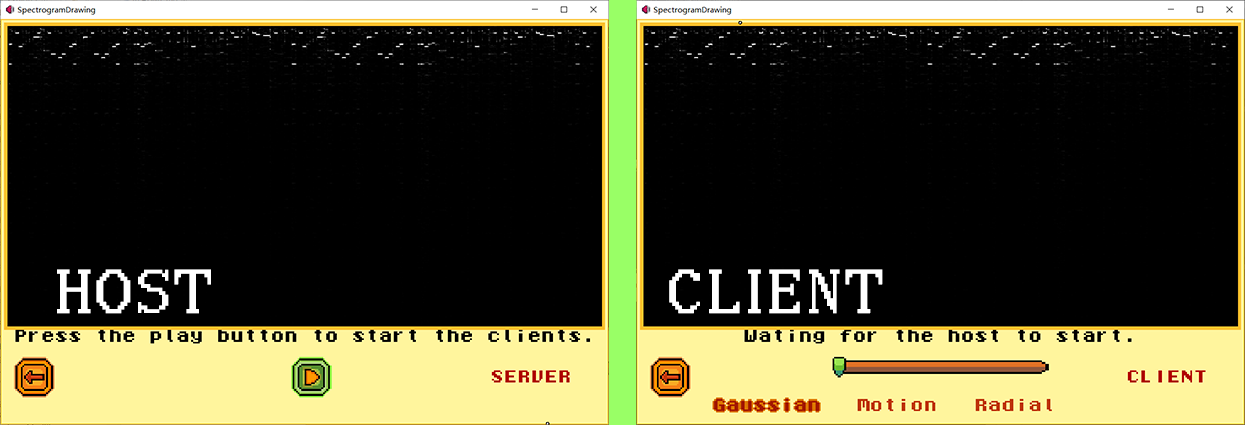 SpectrogramDrawing
HOST
Press the play button to start the clients.
SERVER
SpectrogramDrawing
CLIENT
Wating for the host to start.
CLIENT
Gaussian Motion Radial